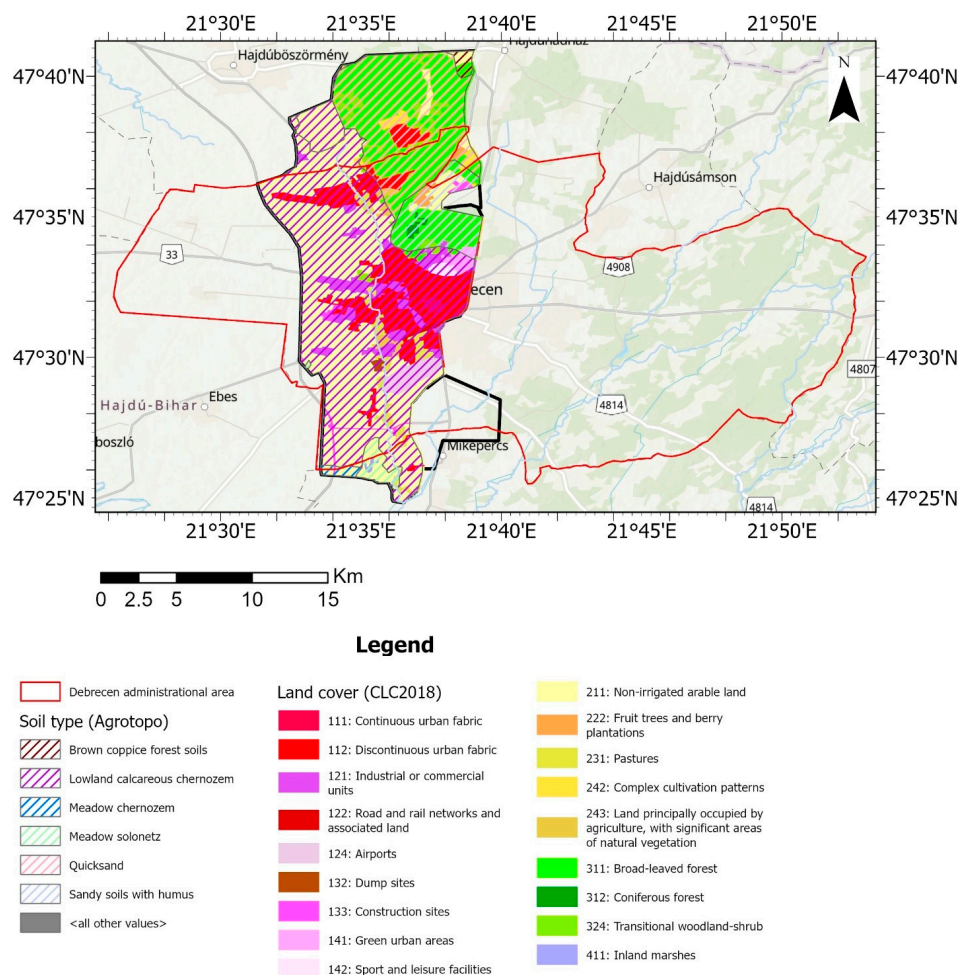 21°30'E 21°35'E 21°40'E 21°45'E 21°50'E
Hajdúböszörmény
Hajdúhadház
N
47°40'N 47°40'N
Hajdúsámson
47°35'N 47°35'N
33
4908
ecen
47°30'N 47°30'N
4807
Hajdú-Bihar
Ebes
4814
boszló
Mikepércs
47°25'N 47°25'N
4814
21°30'E 21°35'E 21°40'E 21°45'E 21°50'E
Km
0 2.5 5 10 15
Legend
Debrecen administrational area
Soil type (Agrotopo)
Brown coppice forest soils
Lowland calcareous chernozem
Meadow chernozem
Meadow solonetz
Quicksand
Sandy soils with humus
<all other values>
Land cover (CLC2018)
111: Continuous urban fabric
112: Discontinuous urban fabric
121: Industrial or commercial
units
122: Road and rail networks and
associated land
124: Airports
132: Dump sites
133: Construction sites
141: Green urban areas
142: Sport and leisure facilities
211: Non-irrigated arable land
222: Fruit trees and berry
plantations
231: Pastures
242: Complex cultivation patterns
243: Land principally occupied by
agriculture, with significant areas
of natural vegetation
311: Broad-leaved forest
312: Coniferous forest
324: Transitional woodland-shrub
411: Inland marshes